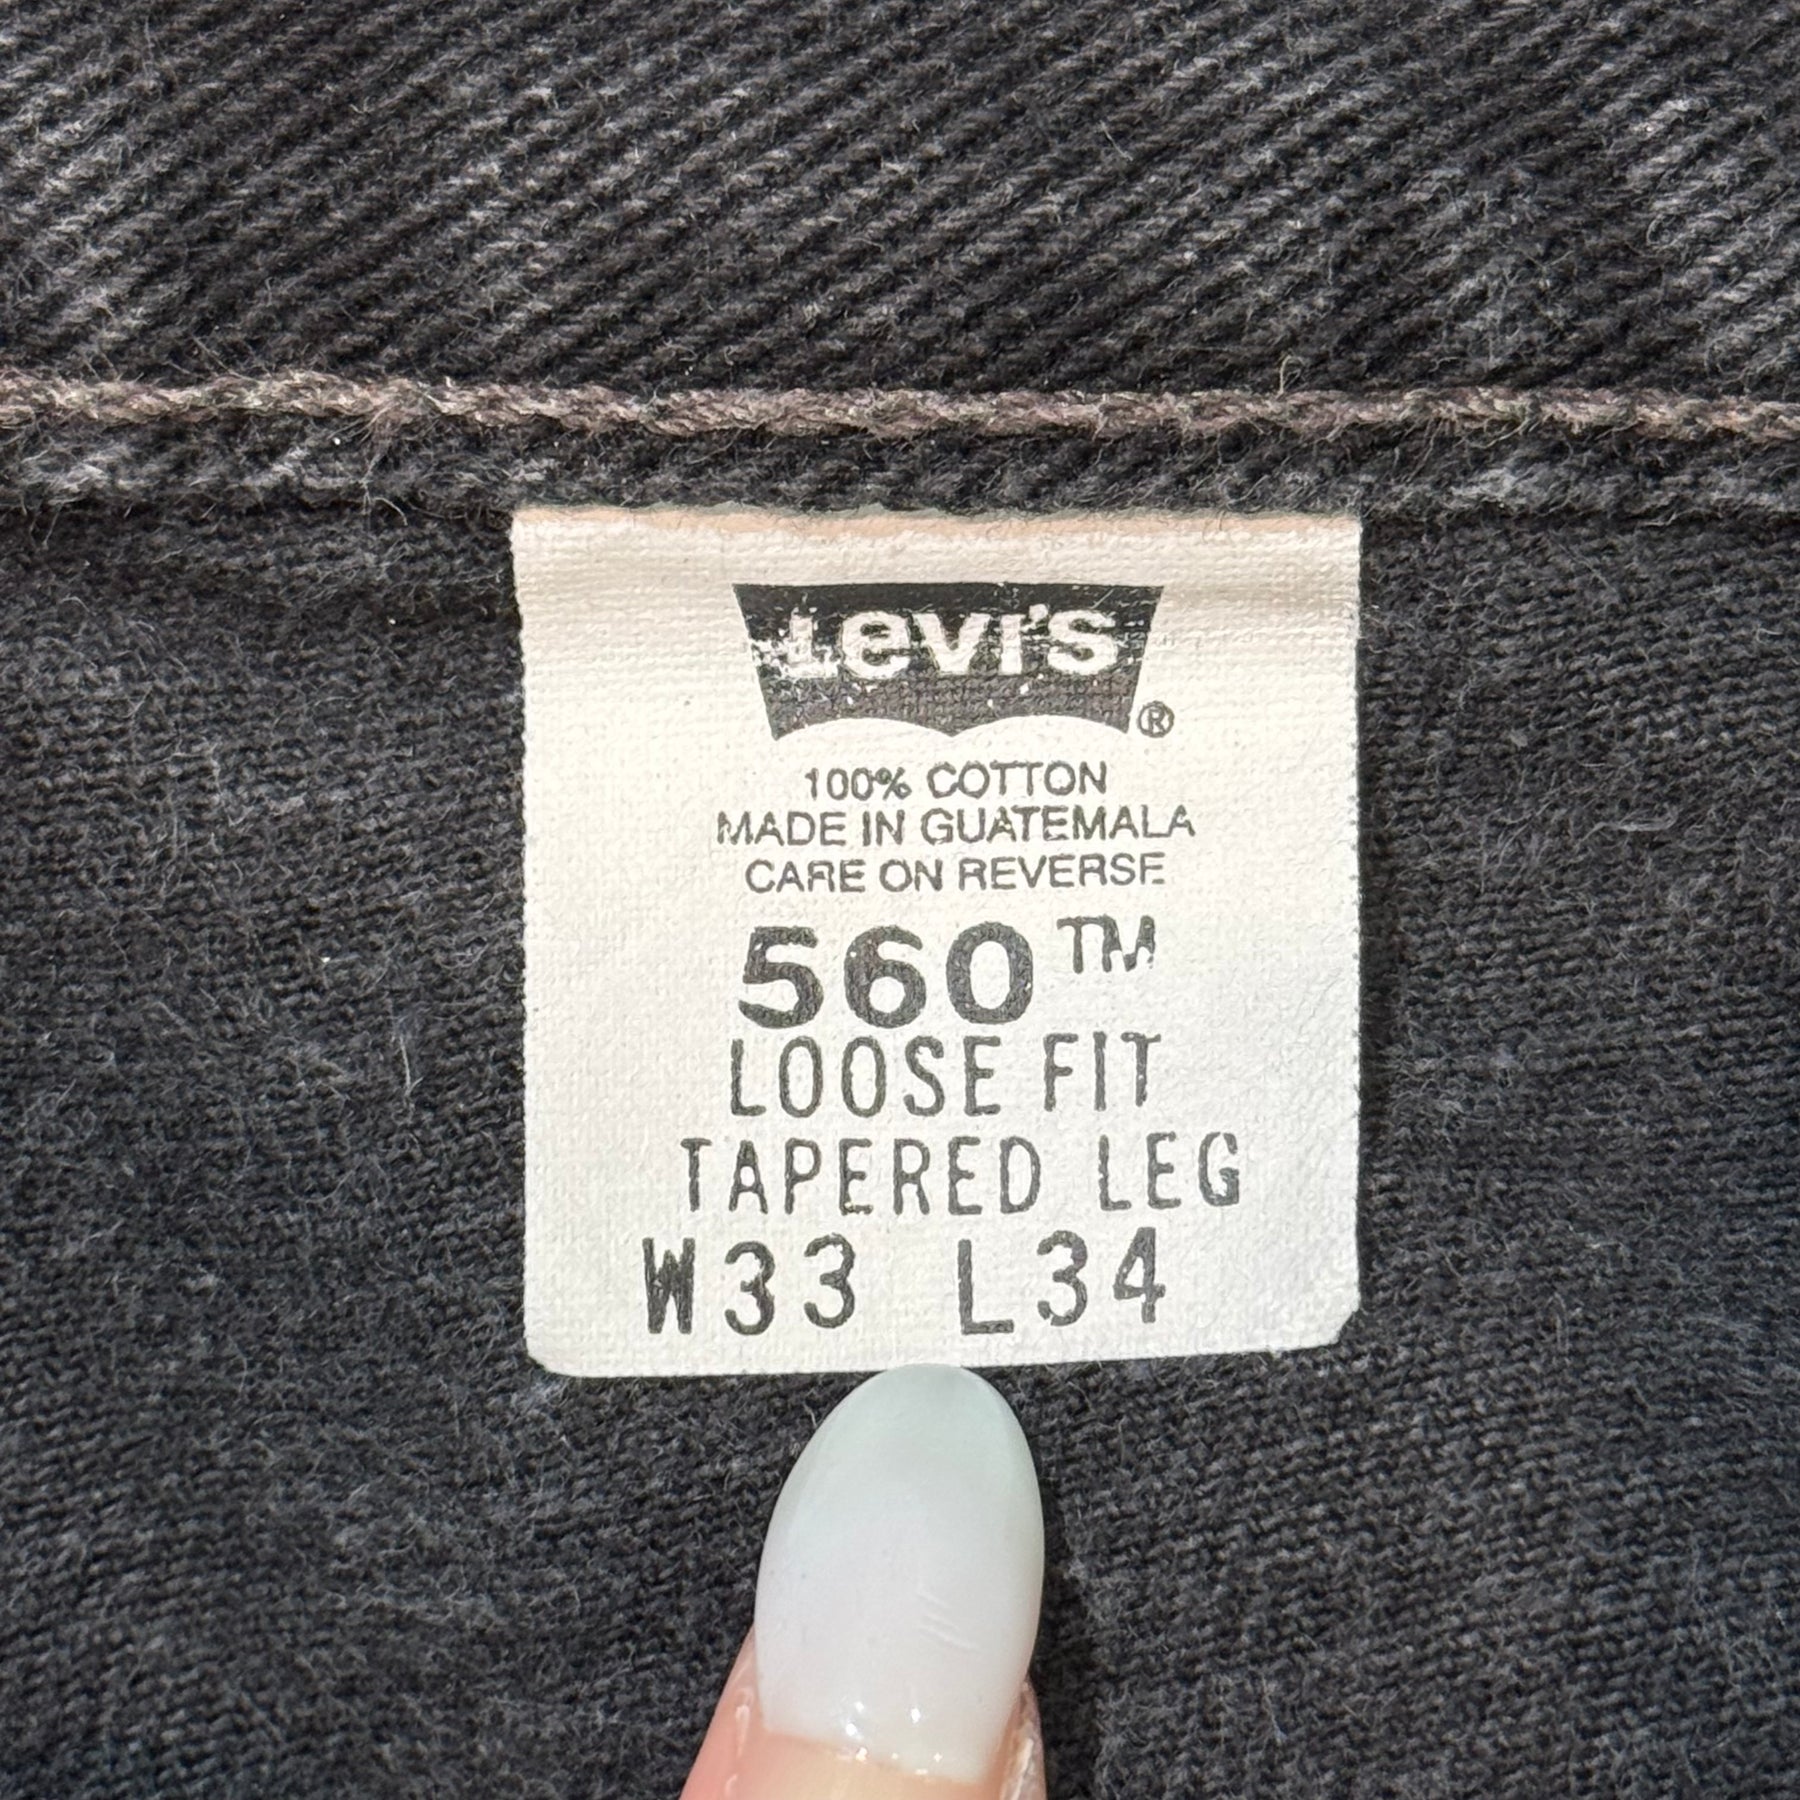 Levi's ®
100% COTTON
MADE IN GUATEMALA
CARE ON REVERSE
560™
LOOSE FIT
TAPERED LEG
W33 L34